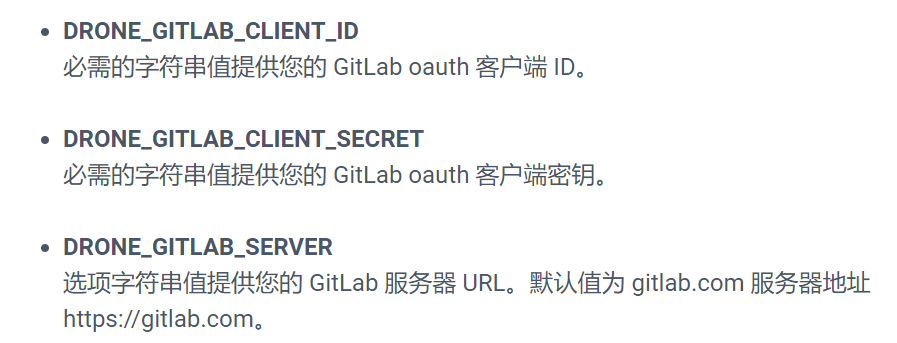 DRONE_GITLAB_CLIENT_ID
必需的字符串值提供您的 GitLab oauth 客户端 ID。
DRONE_GITLAB_CLIENT_SECRET
必需的字符串值提供您的 GitLab oauth 客户端密钥。
DRONE_GITLAB_SERVER
选项字符串值提供您的 GitLab 服务器 URL。默认值为 gitlab.com 服务器地址
https://gitlab.com。